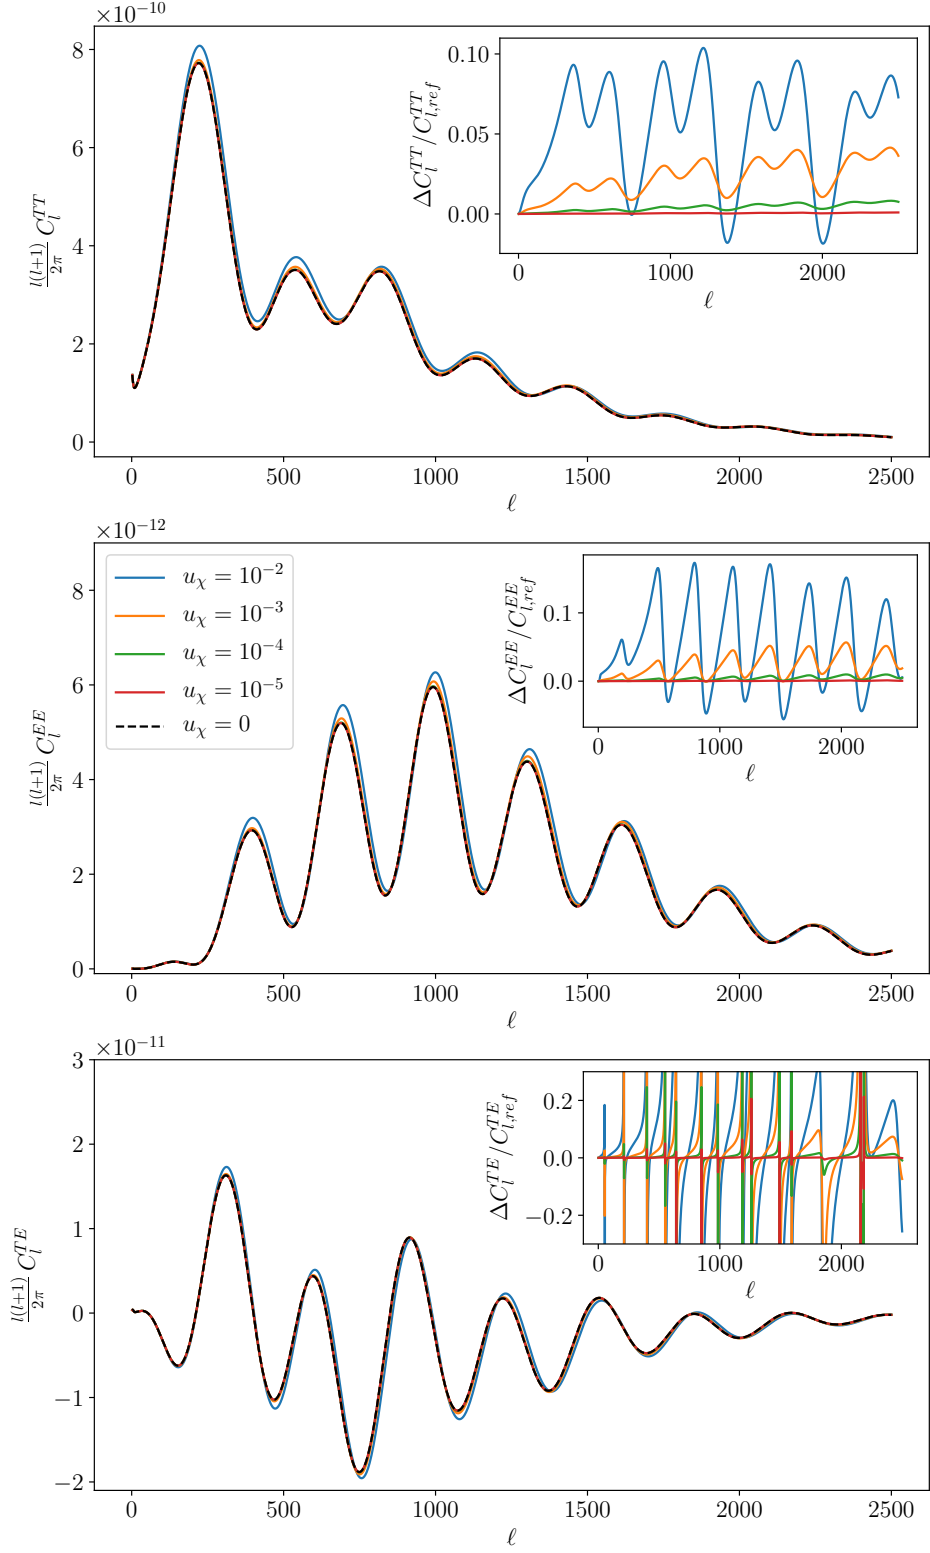 ×10⁻¹⁰
8
6
4
2
0
l(l+1)/2π C_l^{TT}
0 500 1000 1500 2000 2500
ℓ
0.10
0.05
0.00
ΔC_l^{TT}/C_{l,ref}^{TT}
0 1000 2000
ℓ
×10⁻¹²
8
6
4
2
0
l(l+1)/2π C_l^{EE}
u_χ = 10⁻²
u_χ = 10⁻³
u_χ = 10⁻⁴
u_χ = 10⁻⁵
u_χ = 0
0 500 1000 1500 2000 2500
ℓ
0.1
0.0
ΔC_l^{EE}/C_{l,ref}^{EE}
0 1000 2000
ℓ
×10⁻¹¹
3
2
1
0
−1
−2
l(l+1)/2π C_l^{TE}
0 500 1000 1500 2000 2500
ℓ
0.2
0.0
−0.2
ΔC_l^{TE}/C_{l,ref}^{TE}
0 1000 2000
ℓ